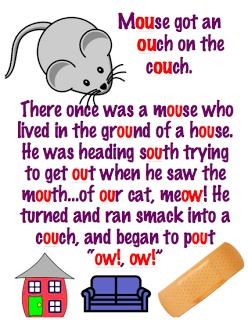 Mouse got an
ouch on the
couch.
There once was a mouse who
lived in the ground of a house.
He was heading south trying
to get out when he saw the
mouth...of our cat, meow! He
turned and ran smack into a
couch, and began to pout
"ow!, ow!"